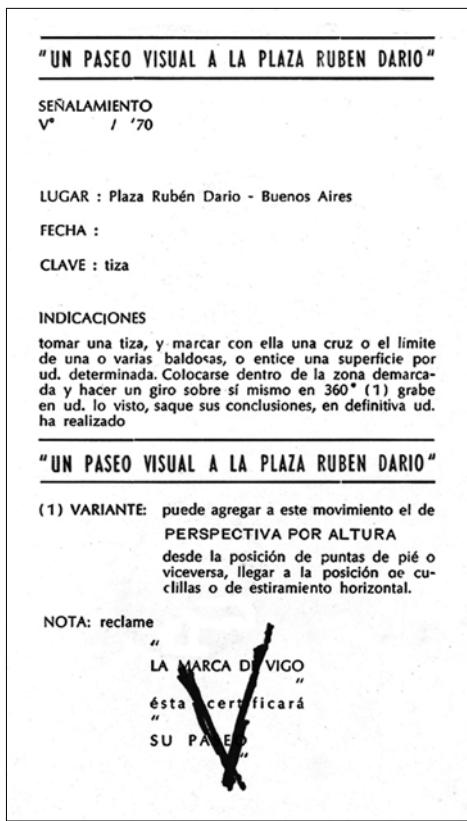 "UN PASEO VISUAL A LA PLAZA RUBEN DARIO"
SEÑALAMIENTO
V° / '70
LUGAR : Plaza Rubén Dario - Buenos Aires
FECHA :
CLAVE : tiza
INDICACIONES
tomar una tiza, y marcar con ella una cruz o el límite
de una o varias baldosas, o entice una superficie por
ud. determinada. Colocarse dentro de la zona demarca-
da y hacer un giro sobre sí mismo en 360° (1) grabe
en ud. lo visto, saque sus conclusiones, en definitiva ud.
ha realizado
"UN PASEO VISUAL A LA PLAZA RUBEN DARIO"
(1) VARIANTE: puede agregar a este movimiento el de
PERSPECTIVA POR ALTURA
desde la posición de puntas de pié o
viceversa, llegar a la posición de cu-
clillas o de estiramiento horizontal.
NOTA: reclame
"
LA MARCA DE VIGO
"
ésta certificará
"
SU PASEO
"